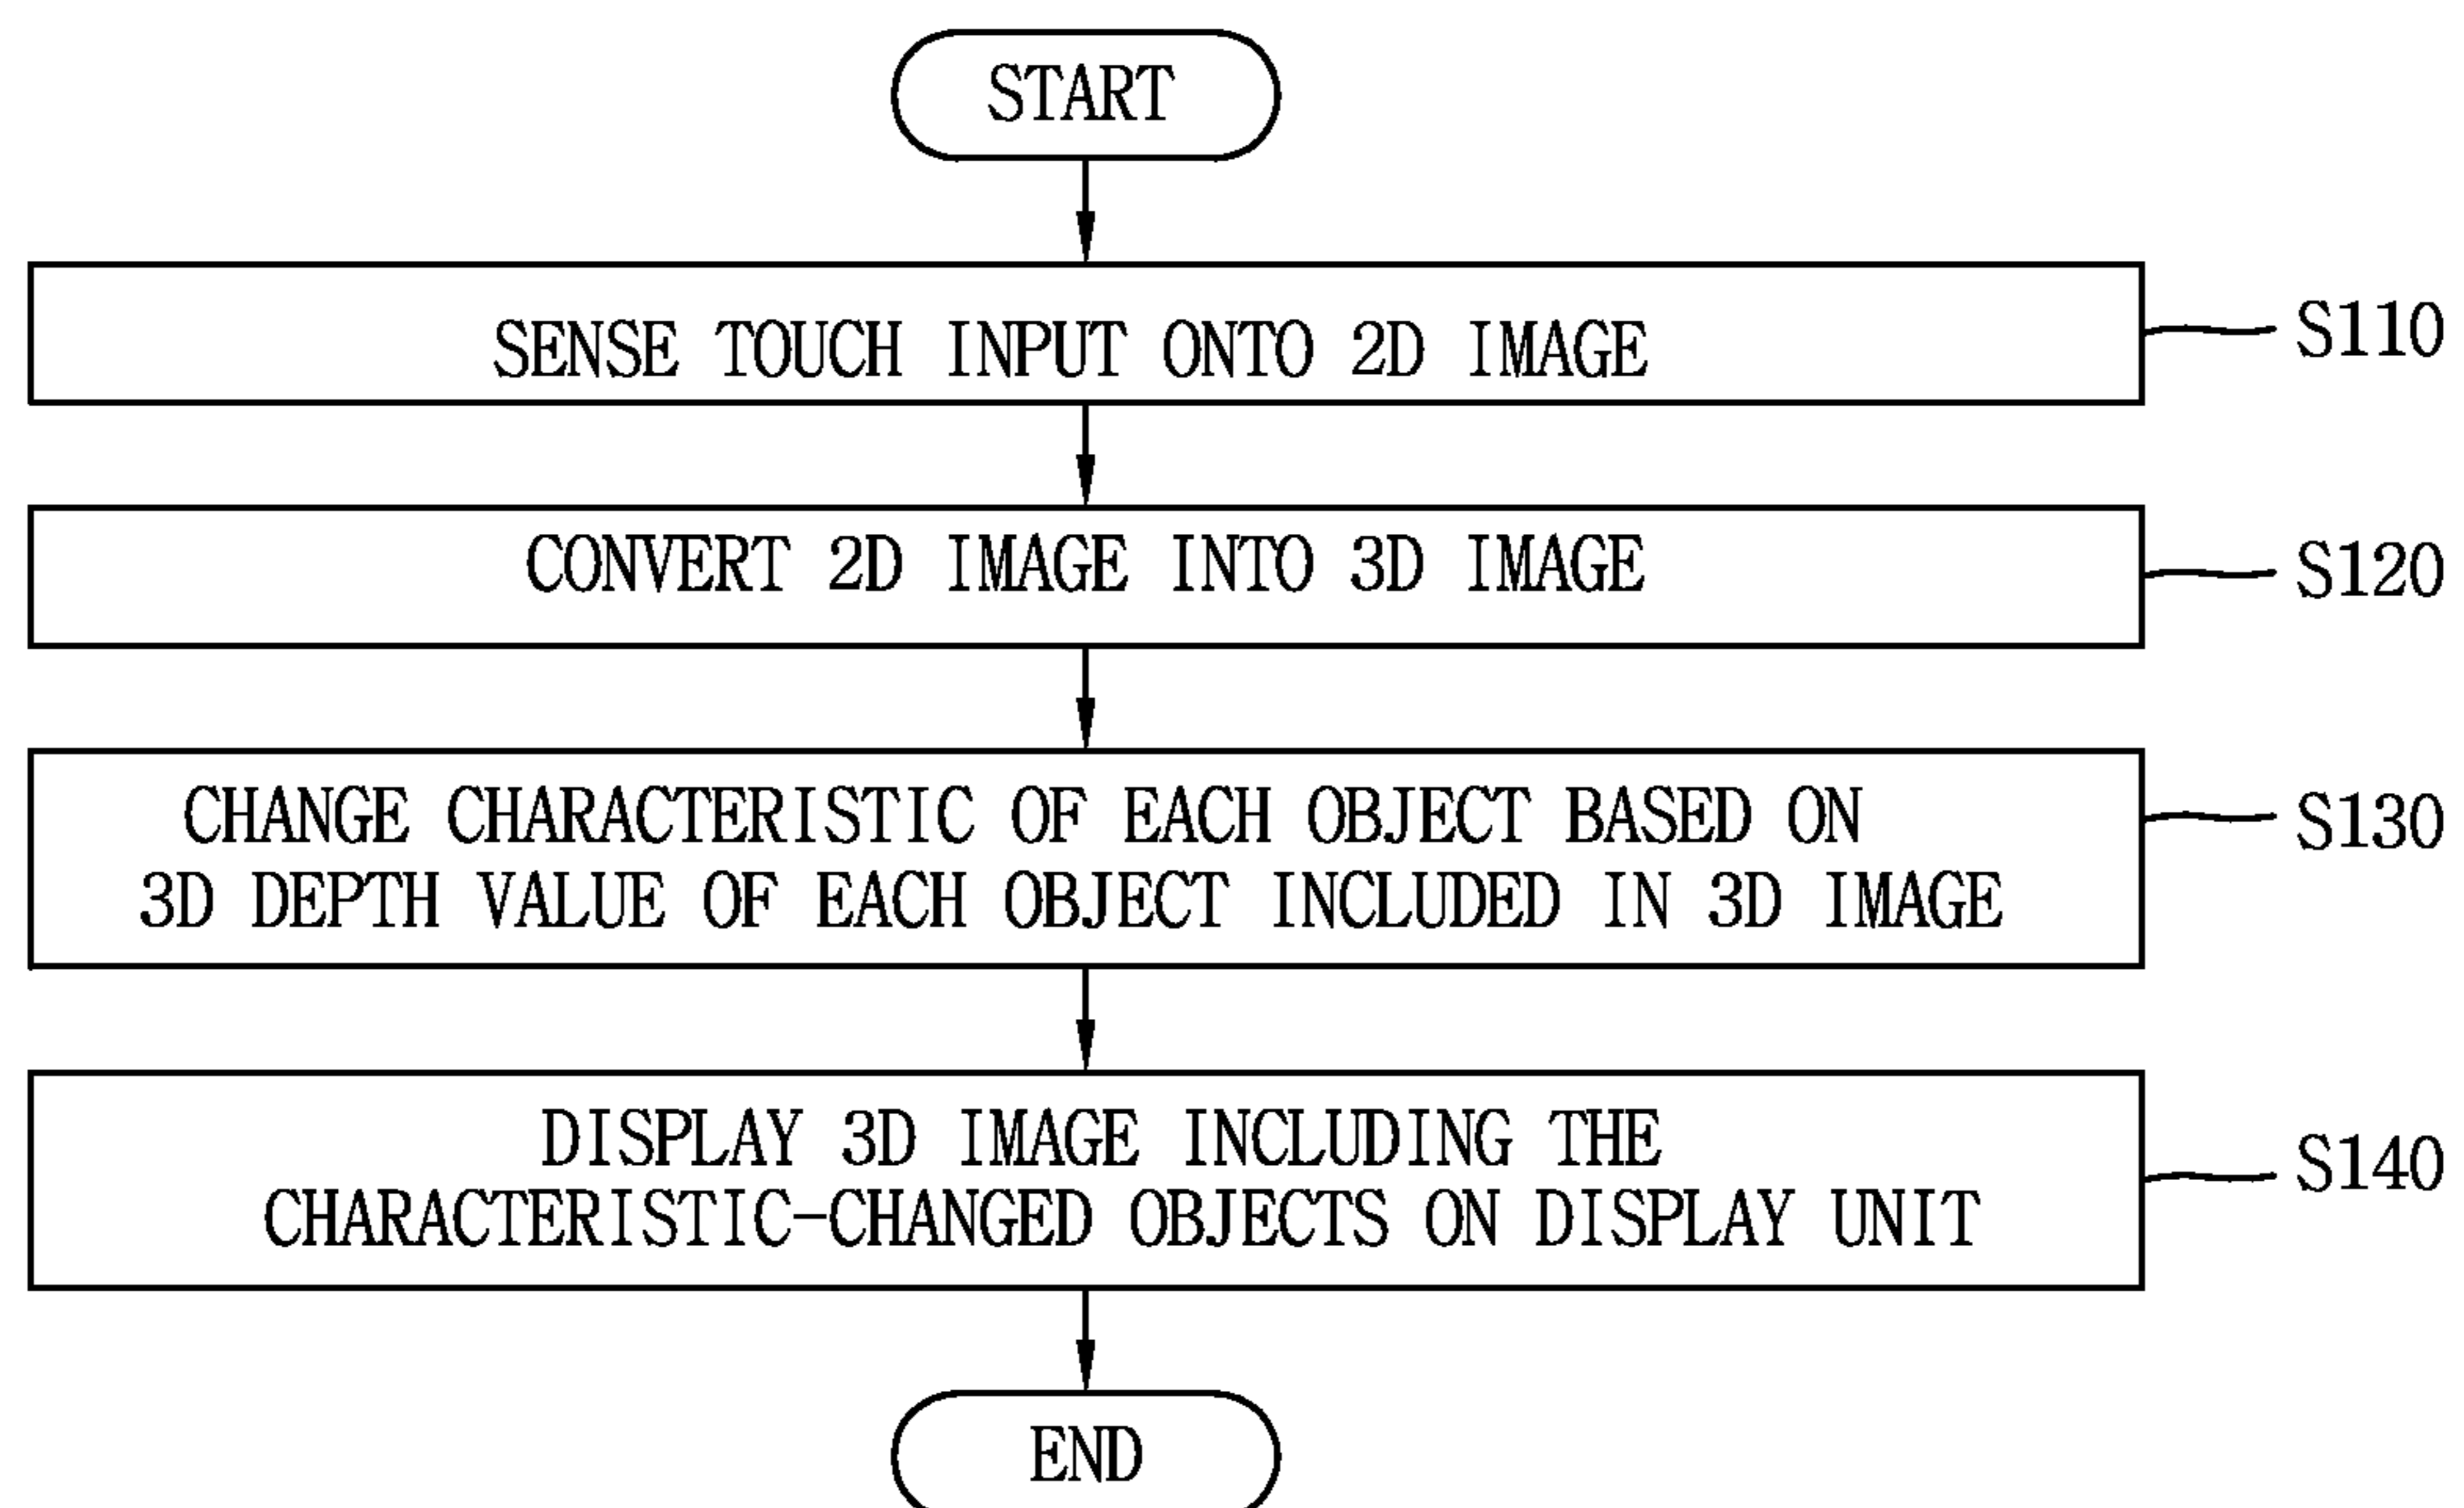 START
SENSE TOUCH INPUT ONTO 2D IMAGE
S110
CONVERT 2D IMAGE INTO 3D IMAGE
S120
CHANGE CHARACTERISTIC OF EACH OBJECT BASED ON
3D DEPTH VALUE OF EACH OBJECT INCLUDED IN 3D IMAGE
S130
DISPLAY 3D IMAGE INCLUDING THE
CHARACTERISTIC-CHANGED OBJECTS ON DISPLAY UNIT
S140
END